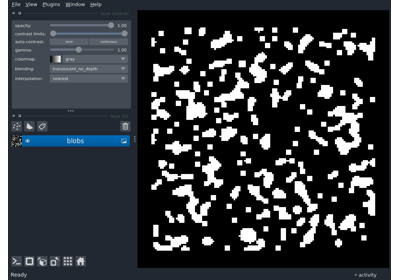 File View Plugins Window Help
opacity: 1.00
contrast limits:
auto-contrast: once continuous
gamma: 1.00
colormap: gray
blending: translucent_no_depth
interpolation: nearest
blobs
Ready
activity